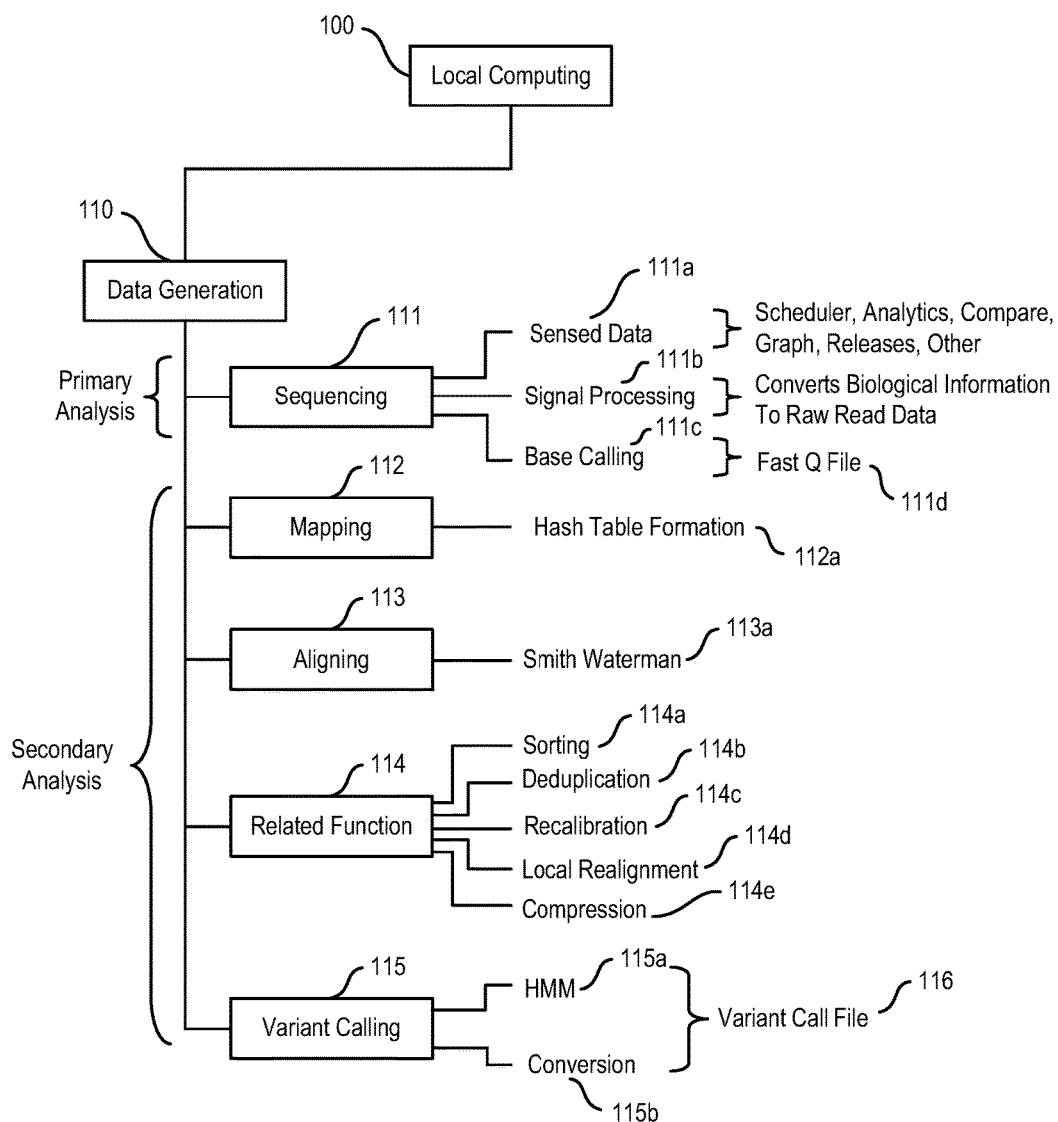 100
Local Computing
110
Data Generation
111a
Sensed Data
Scheduler, Analytics, Compare,
Graph, Releases, Other
Primary
Analysis
111
Sequencing
111b
Signal Processing
Converts Biological Information
To Raw Read Data
111c
Base Calling
Fast Q File
111d
112
Mapping
Hash Table Formation
112a
113
Aligning
Smith Waterman
113a
Secondary
Analysis
114
Related Function
Sorting
114a
Deduplication
114b
Recalibration
114c
Local Realignment
114d
Compression
114e
115
Variant Calling
HMM
115a
Conversion
115b
Variant Call File
116